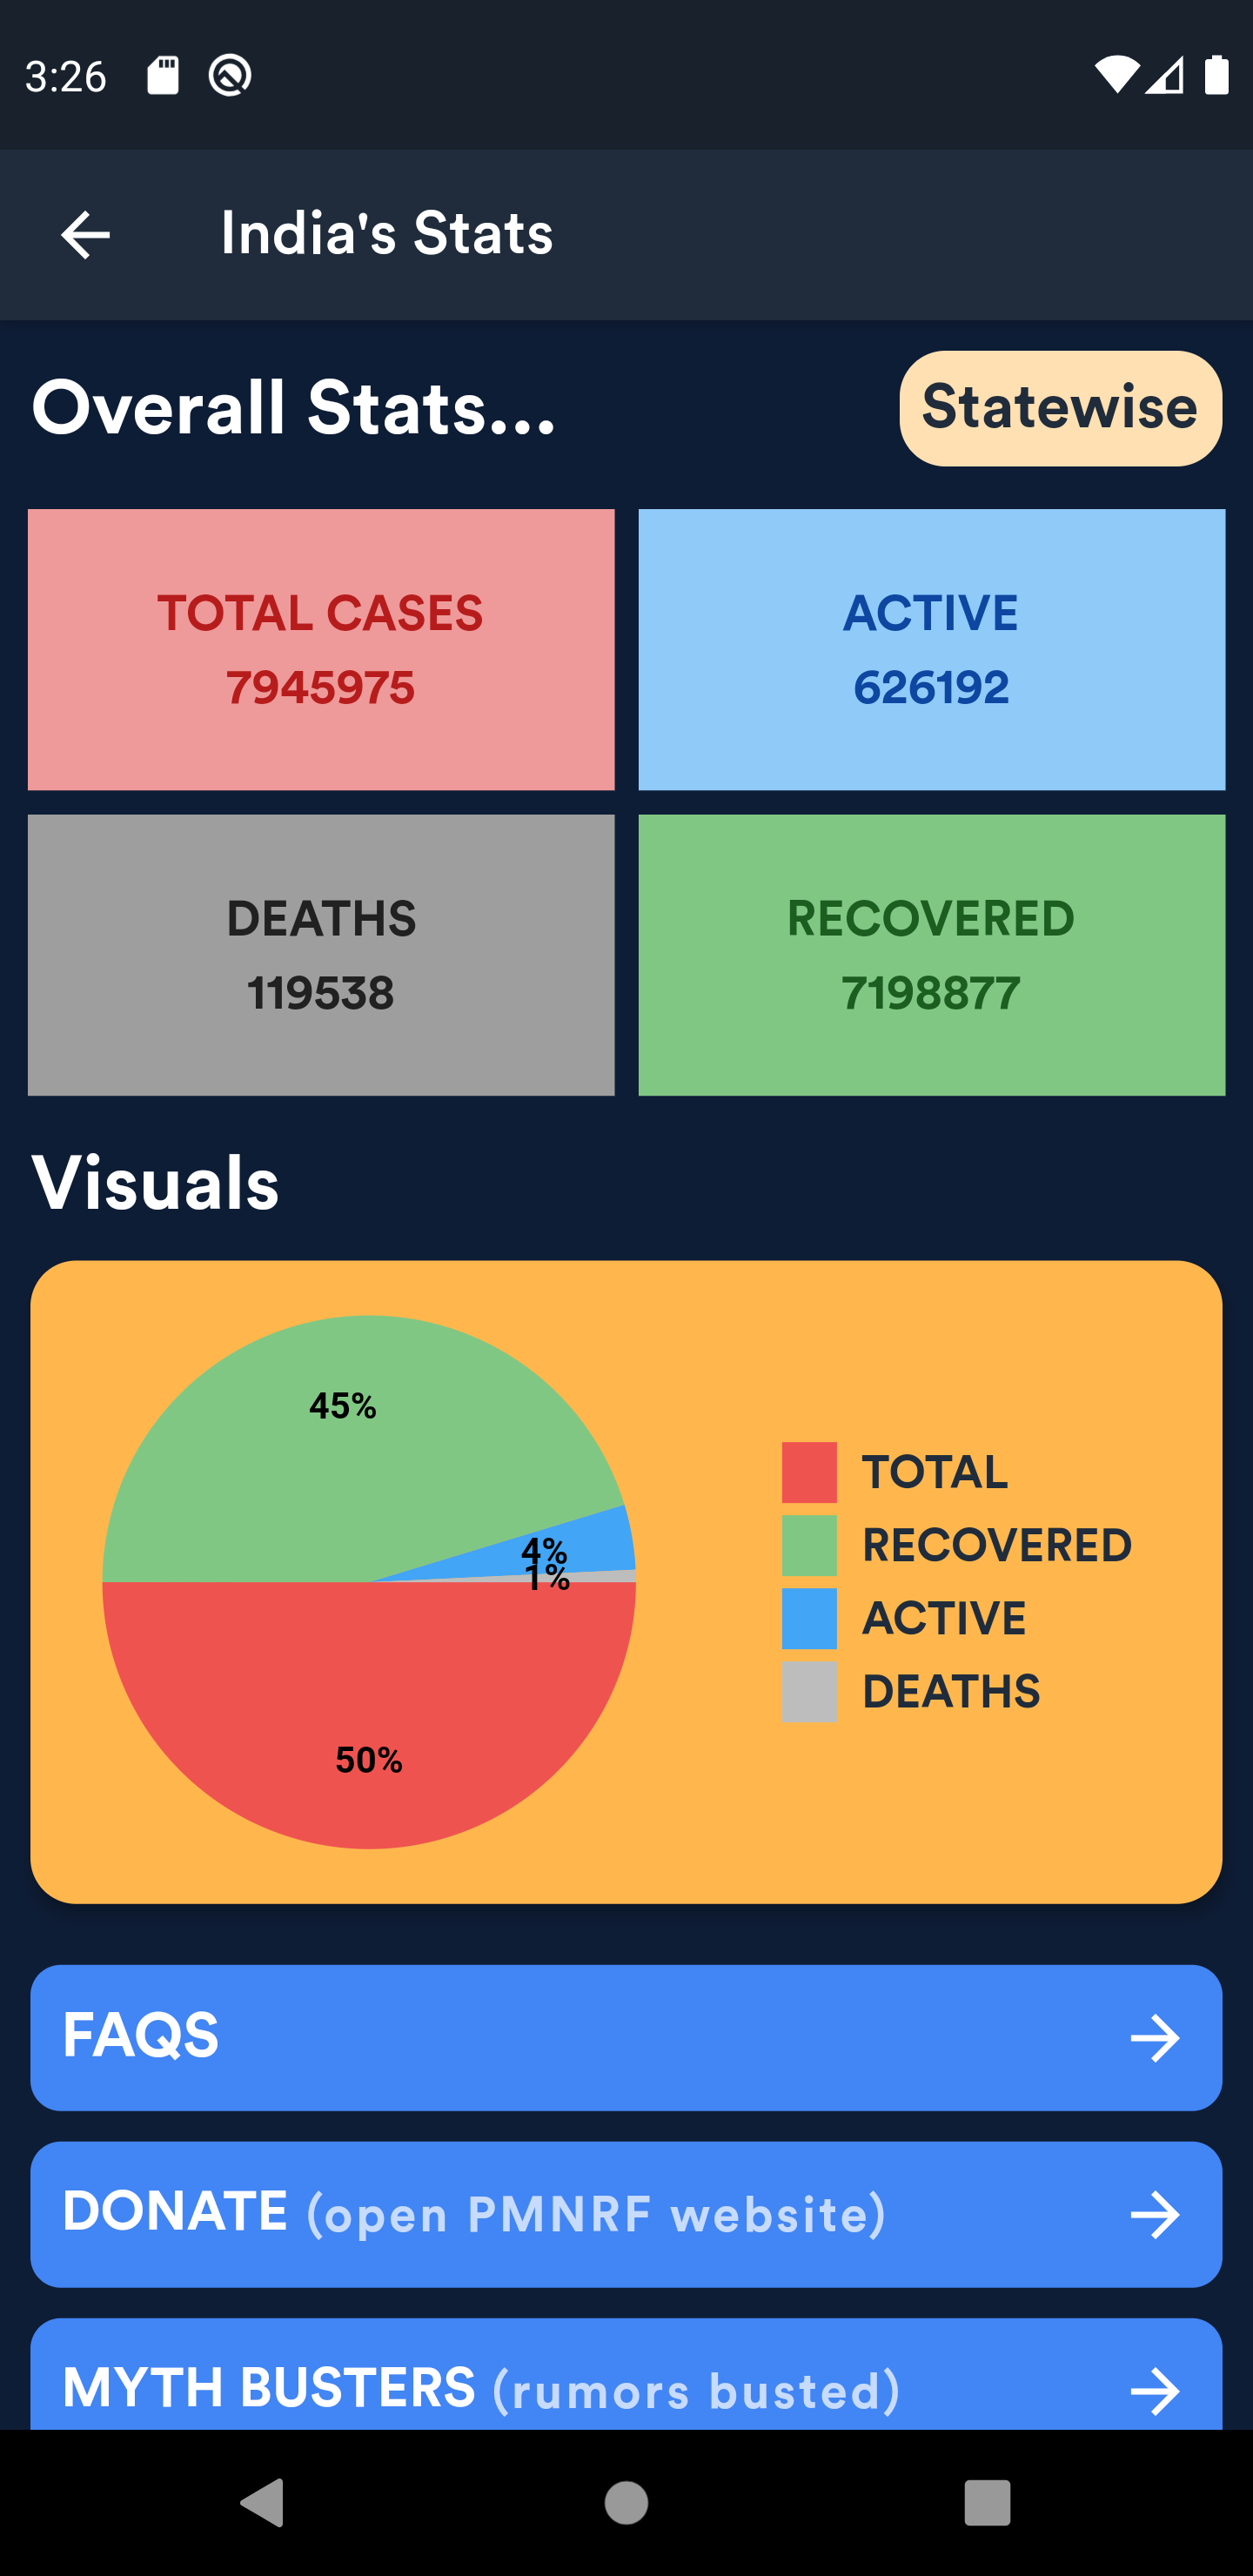 3:26
India's Stats
Overall Stats...
Statewise
TOTAL CASES
7945975
ACTIVE
626192
DEATHS
119538
RECOVERED
7198877
Visuals
45%
4%
1%
50%
TOTAL
RECOVERED
ACTIVE
DEATHS
FAQS
DONATE (open PMNRF website)
MYTH BUSTERS (rumors busted)